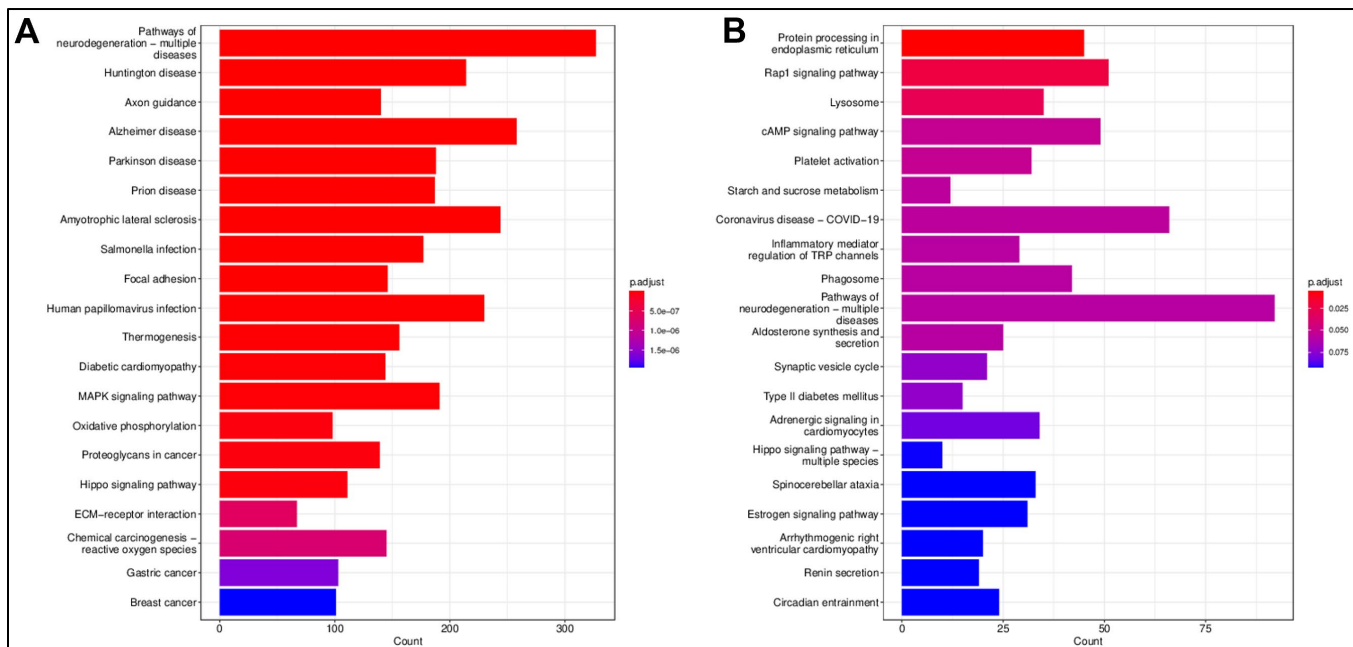 A
Pathways of
neurodegeneration − multiple
diseases
Huntington disease
Axon guidance
Alzheimer disease
Parkinson disease
Prion disease
Amyotrophic lateral sclerosis
Salmonella infection
Focal adhesion
Human papillomavirus infection
Thermogenesis
Diabetic cardiomyopathy
MAPK signaling pathway
Oxidative phosphorylation
Proteoglycans in cancer
Hippo signaling pathway
ECM−receptor interaction
Chemical carcinogenesis −
reactive oxygen species
Gastric cancer
Breast cancer
0 100 200 300
Count
p.adjust
5.0e−07
1.0e−06
1.5e−06
B
Protein processing in
endoplasmic reticulum
Rap1 signaling pathway
Lysosome
cAMP signaling pathway
Platelet activation
Starch and sucrose metabolism
Coronavirus disease − COVID−19
Inflammatory mediator
regulation of TRP channels
Phagosome
Pathways of
neurodegeneration − multiple
diseases
Aldosterone synthesis and
secretion
Synaptic vesicle cycle
Type II diabetes mellitus
Adrenergic signaling in
cardiomyocytes
Hippo signaling pathway −
multiple species
Spinocerebellar ataxia
Estrogen signaling pathway
Arrhythmogenic right
ventricular cardiomyopathy
Renin secretion
Circadian entrainment
0 25 50 75
Count
p.adjust
0.025
0.050
0.075